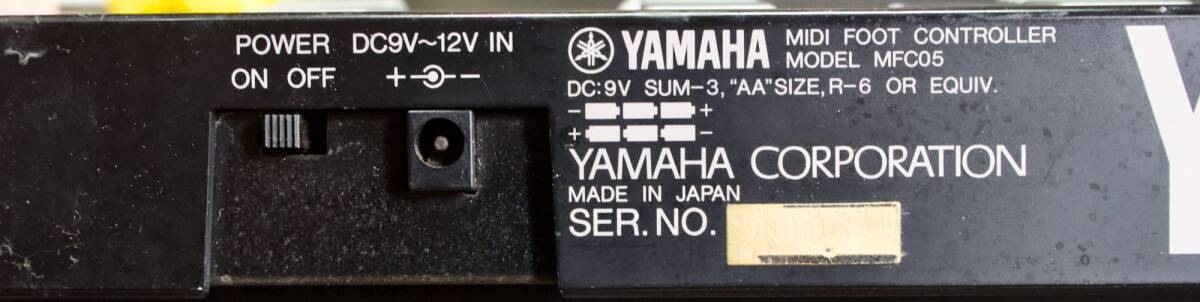 POWER DC9V~12V IN
ON OFF + -
YAMAHA MIDI FOOT CONTROLLER
MODEL MFC05
DC:9V SUM-3, "AA" SIZE, R-6 OR EQUIV.
- +
+ -
YAMAHA CORPORATION
MADE IN JAPAN
SER. NO.
Y